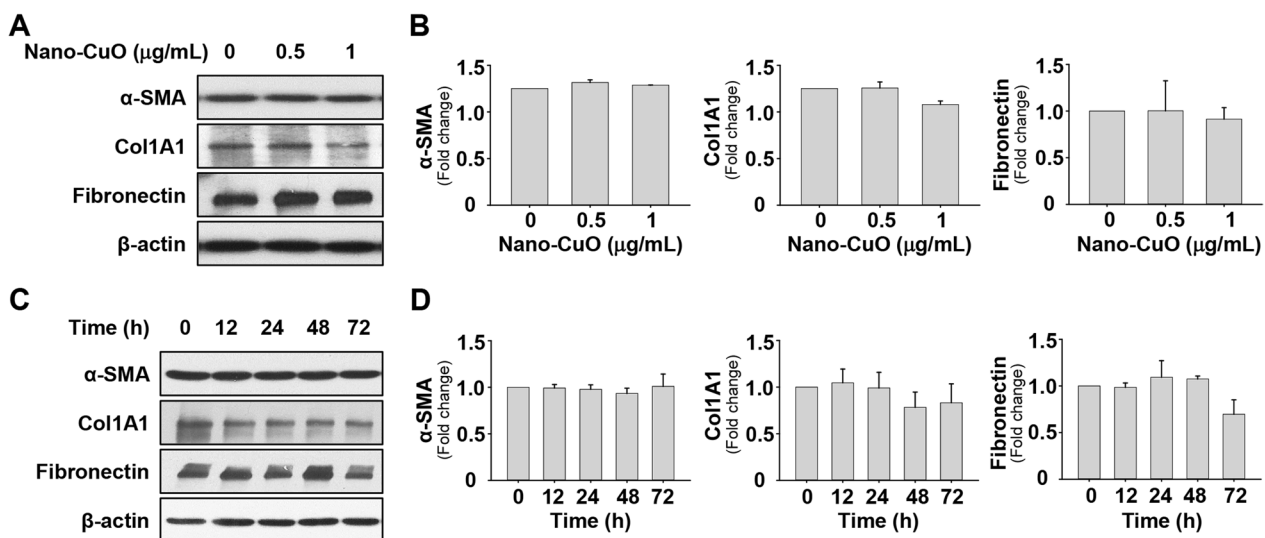 A
Nano-CuO (μg/mL) 0 0.5 1
α-SMA
Col1A1
Fibronectin
β-actin
B
α-SMA
(Fold change)
1.5
1.0
0.5
0
0 0.5 1
Nano-CuO (μg/mL)
Col1A1
(Fold change)
1.5
1.0
0.5
0
0 0.5 1
Nano-CuO (μg/mL)
Fibronectin
(Fold change)
1.5
1.0
0.5
0
0 0.5 1
Nano-CuO (μg/mL)
C
Time (h) 0 12 24 48 72
α-SMA
Col1A1
Fibronectin
β-actin
D
α-SMA
(Fold change)
1.5
1.0
0.5
0
0 12 24 48 72
Time (h)
Col1A1
(Fold change)
1.5
1.0
0.5
0
0 12 24 48 72
Time (h)
Fibronectin
(Fold change)
1.5
1.0
0.5
0
0 12 24 48 72
Time (h)